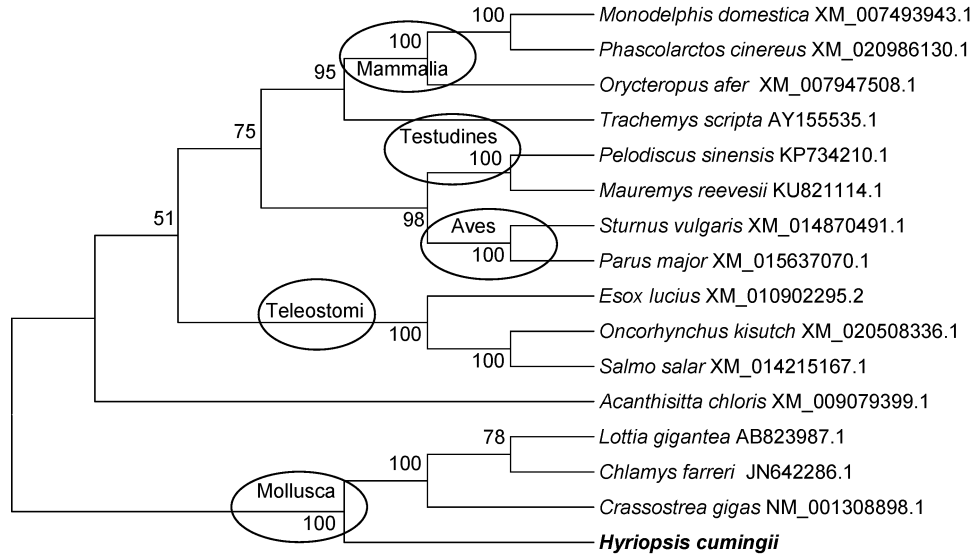 100
Monodelphis domestica XM_007493943.1
100
Phascolarctos cinereus XM_020986130.1
95
Mammalia
Orycteropus afer XM_007947508.1
Trachemys scripta AY155535.1
75
Testudines
100
Pelodiscus sinensis KP734210.1
Mauremys reevesii KU821114.1
51
98
Aves
Sturnus vulgaris XM_014870491.1
100
Parus major XM_015637070.1
Teleostomi
Esox lucius XM_010902295.2
100
Oncorhynchus kisutch XM_020508336.1
100
Salmo salar XM_014215167.1
Acanthisitta chloris XM_009079399.1
78
Lottia gigantea AB823987.1
100
Chlamys farreri JN642286.1
Mollusca
Crassostrea gigas NM_001308898.1
100
Hyriopsis cumingii